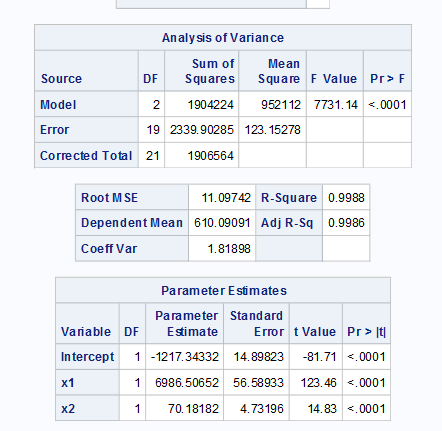 Analysis of Variance
Source DF Sum of Squares Mean Square F Value Pr > F
Model 2 1904224 952112 7731.14 <.0001
Error 19 2339.90285 123.15278
Corrected Total 21 1906564
Root MSE 11.09742 R-Square 0.9988
Dependent Mean 610.09091 Adj R-Sq 0.9986
Coeff Var 1.81898
Parameter Estimates
Variable DF Parameter Estimate Standard Error t Value Pr > |t|
Intercept 1 -1217.34332 14.89823 -81.71 <.0001
x1 1 6986.50652 56.58933 123.46 <.0001
x2 1 70.18182 4.73196 14.83 <.0001